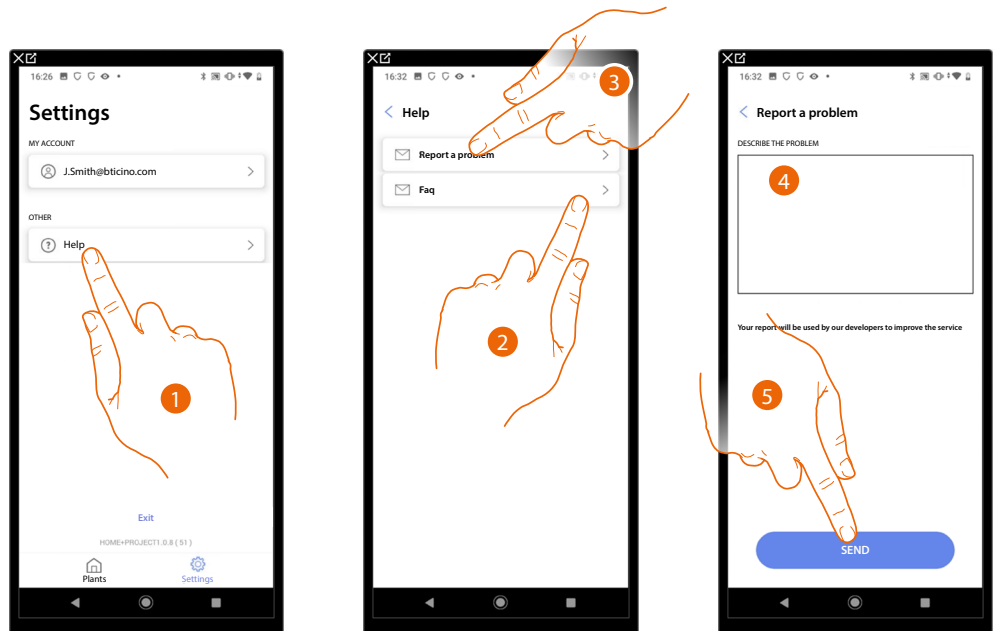 16:26
Settings
MY ACCOUNT
J.Smith@bticino.com
OTHER
Help
1
Exit
HOME+PROJECT1.0.8 ( 51 )
Plants
Settings
16:32
Help
3
Report a problem
Faq
2
16:32
Report a problem
DESCRIBE THE PROBLEM
4
Your report will be used by our developers to improve the service
5
SEND